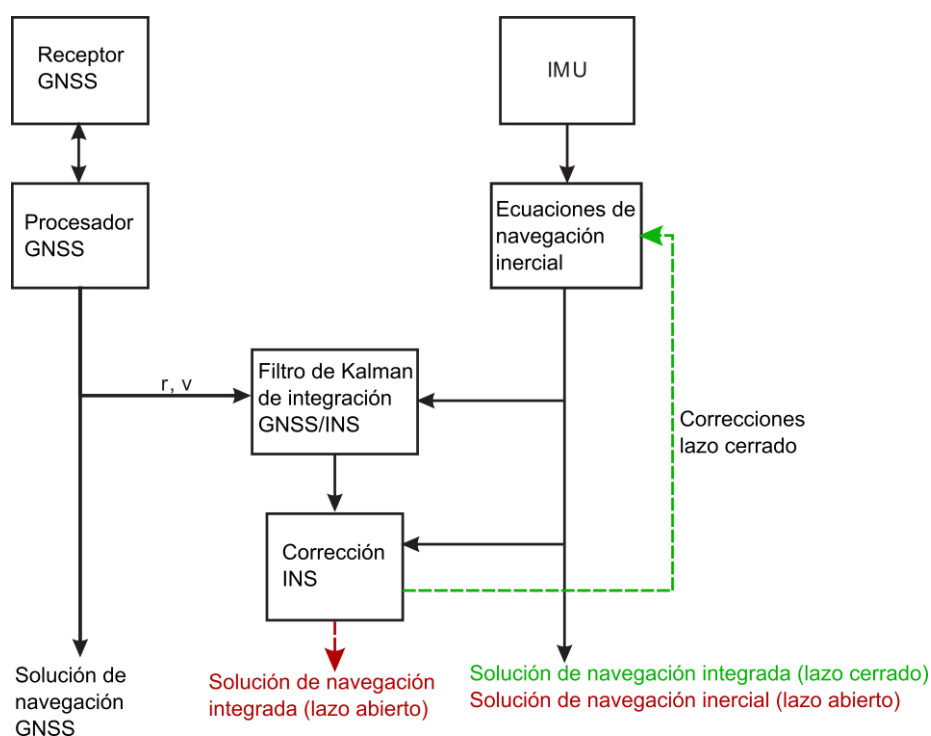 Receptor
GNSS
IMU
Procesador
GNSS
Ecuaciones de
navegación
inercial
r, v
Filtro de Kalman
de integración
GNSS/INS
Correcciones
lazo cerrado
Corrección
INS
Solución de
navegación
GNSS
Solución de navegación
integrada (lazo abierto)
Solución de navegación integrada (lazo cerrado)
Solución de navegación inercial (lazo abierto)